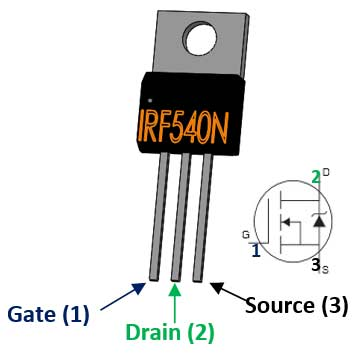 IRF540N
2 D
G
1
3
S
Gate (1)
Drain (2)
Source (3)